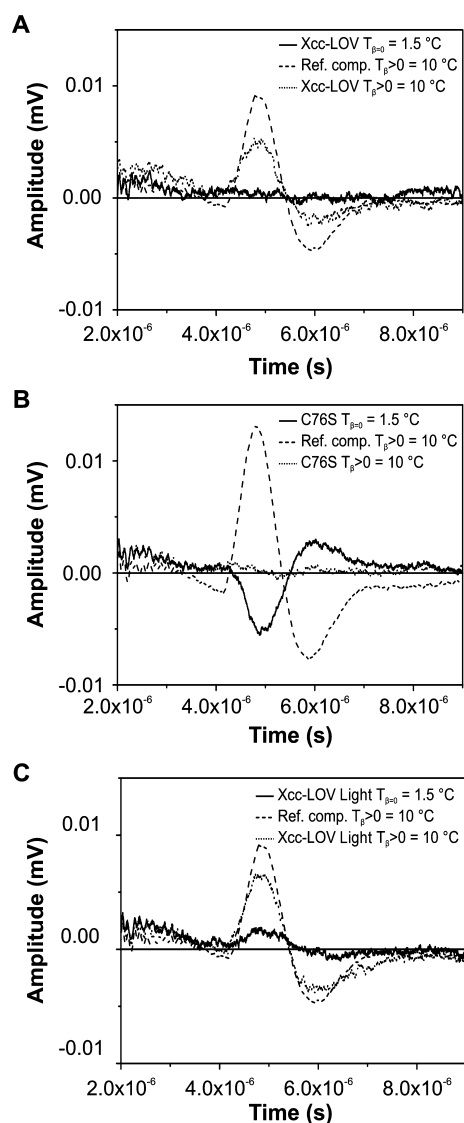 A
Xcc-LOV Tβ=0 = 1.5 °C
Ref. comp. Tβ>0 = 10 °C
Xcc-LOV Tβ>0 = 10 °C
0.01
0.00
-0.01
Amplitude (mV)
2.0x10⁻⁶ 4.0x10⁻⁶ 6.0x10⁻⁶ 8.0x10⁻⁶
Time (s)
B
C76S Tβ=0 = 1.5 °C
Ref. comp. Tβ>0 = 10 °C
C76S Tβ>0 = 10 °C
0.01
0.00
-0.01
Amplitude (mV)
2.0x10⁻⁶ 4.0x10⁻⁶ 6.0x10⁻⁶ 8.0x10⁻⁶
Time (s)
C
Xcc-LOV Light Tβ=0 = 1.5 °C
Ref. comp. Tβ>0 = 10 °C
Xcc-LOV Light Tβ>0 = 10 °C
0.01
0.00
-0.01
Amplitude (mV)
2.0x10⁻⁶ 4.0x10⁻⁶ 6.0x10⁻⁶ 8.0x10⁻⁶
Time (s)